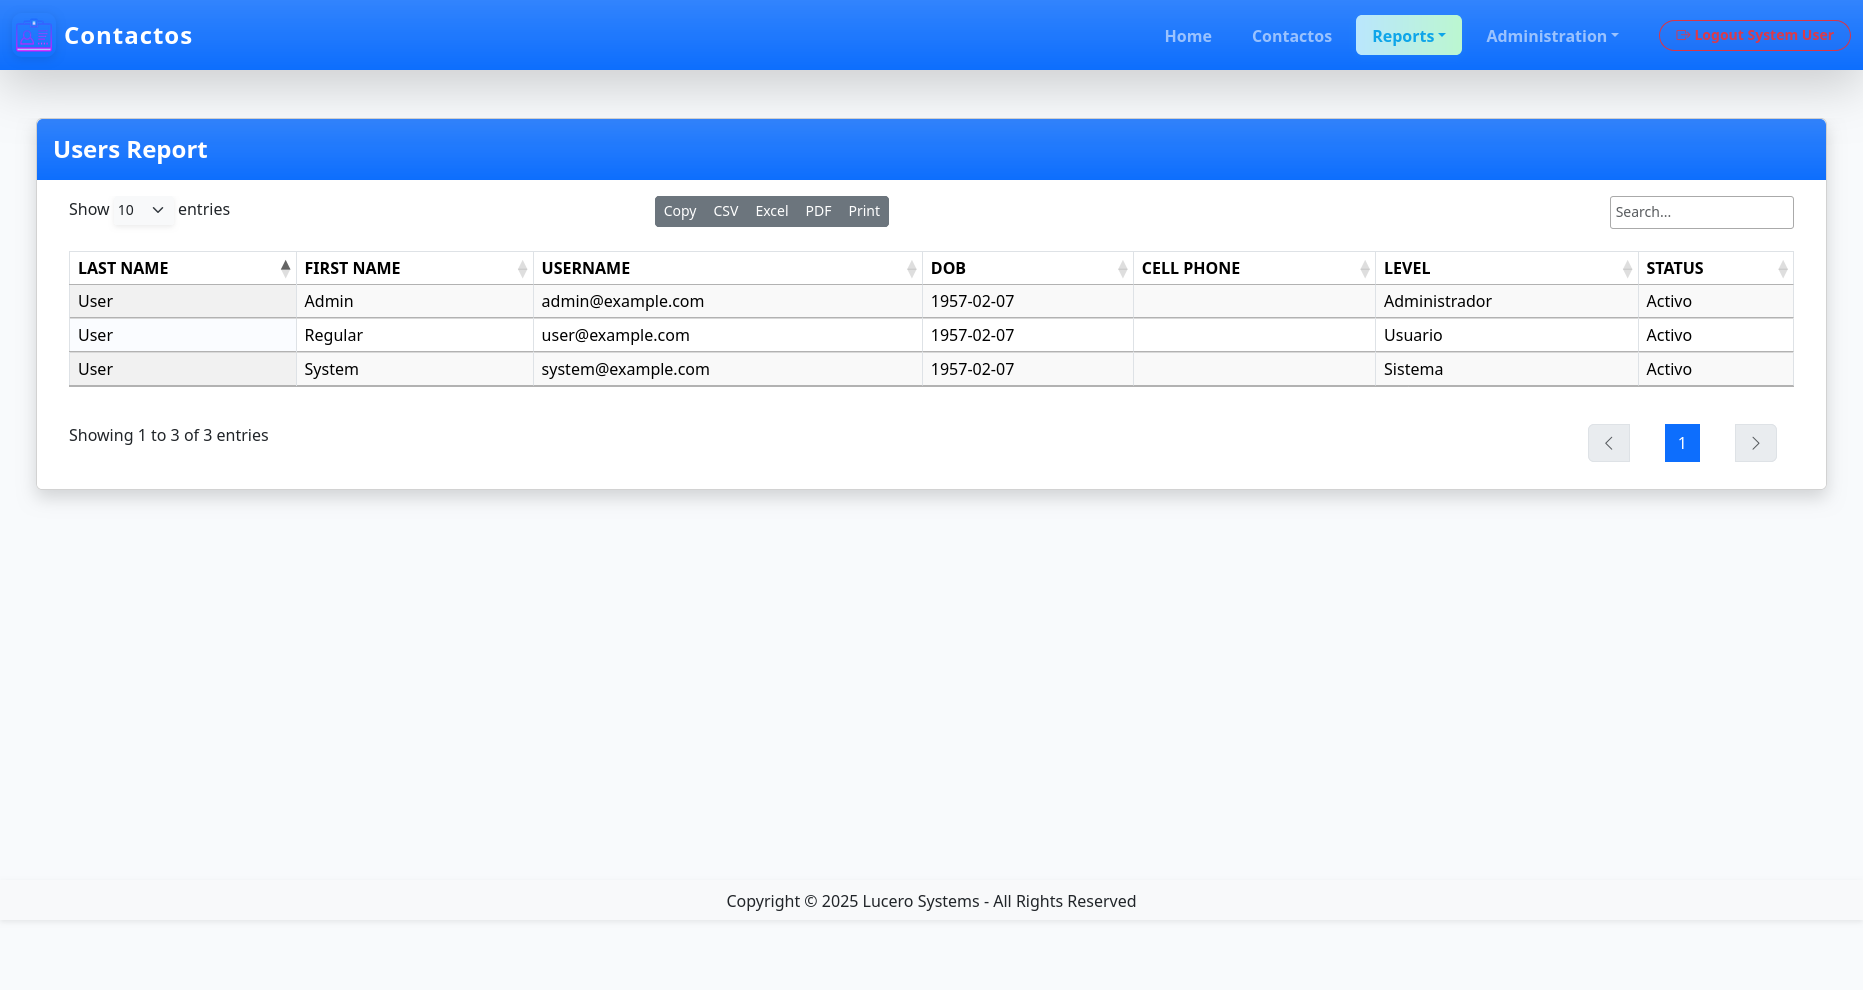 Contactos
Home Contactos Reports Administration Logout System User
Users Report
Show 10 entries
Copy CSV Excel PDF Print
Search...
LAST NAME FIRST NAME USERNAME DOB CELL PHONE LEVEL STATUS
User Admin admin@example.com 1957-02-07 Administrador Activo
User Regular user@example.com 1957-02-07 Usuario Activo
User System system@example.com 1957-02-07 Sistema Activo
Showing 1 to 3 of 3 entries
1
Copyright © 2025 Lucero Systems - All Rights Reserved